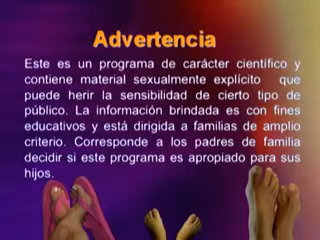 Advertencia
Este es un programa de carácter científico y
contiene material sexualmente explícito que
puede herir la sensibilidad de cierto tipo de
público. La información brindada es con fines
educativos y está dirigida a familias de amplio
criterio. Corresponde a los padres de familia
decidir si este programa es apropiado para sus
hijos.